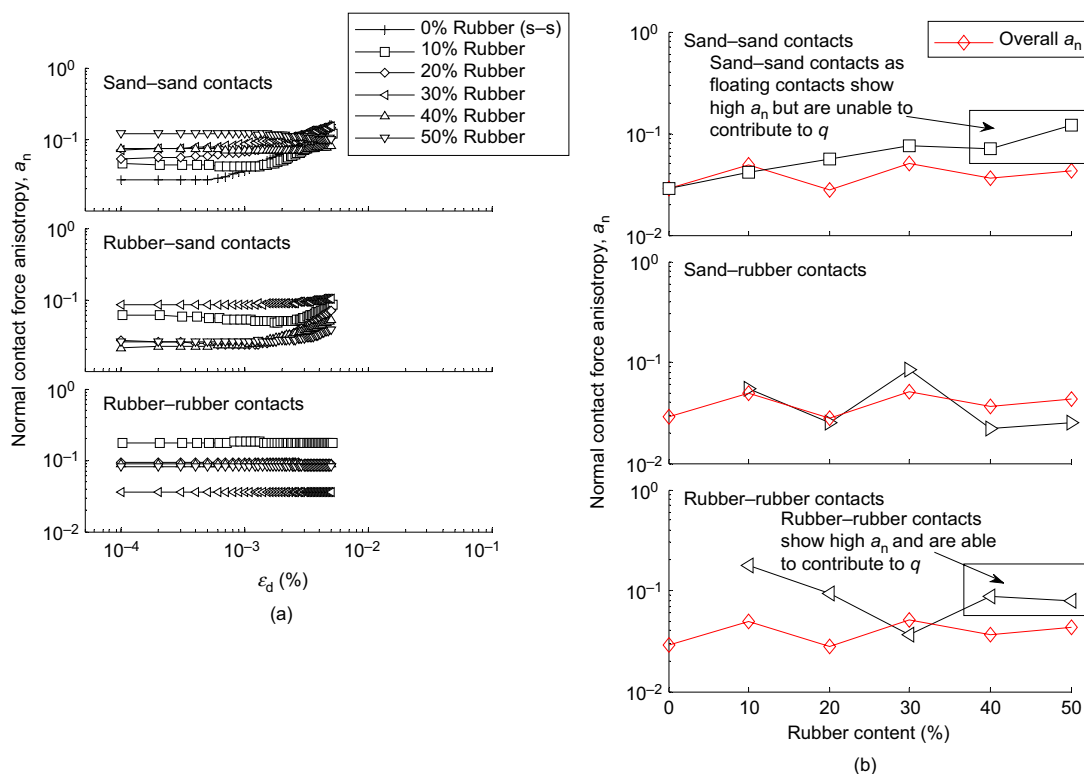 0% Rubber (s–s)
10% Rubber
20% Rubber
30% Rubber
40% Rubber
50% Rubber
Normal contact force anisotropy, aₙ
10⁰
Sand–sand contacts
10⁻¹
10⁰
Rubber–sand contacts
10⁻¹
10⁰
Rubber–rubber contacts
10⁻¹
10⁻²
10⁻⁴
10⁻³
10⁻²
10⁻¹
ε_d (%)
(a)
Overall aₙ
Normal contact force anisotropy, aₙ
10⁰
Sand–sand contacts
Sand–sand contacts as
floating contacts show
high aₙ but are unable to
contribute to q
10⁻¹
10⁻²
10⁰
Sand–rubber contacts
10⁻¹
10⁻²
10⁰
Rubber–rubber contacts
Rubber–rubber contacts
show high aₙ and are able
to contribute to q
10⁻¹
10⁻²
0
10
20
30
40
50
Rubber content (%)
(b)